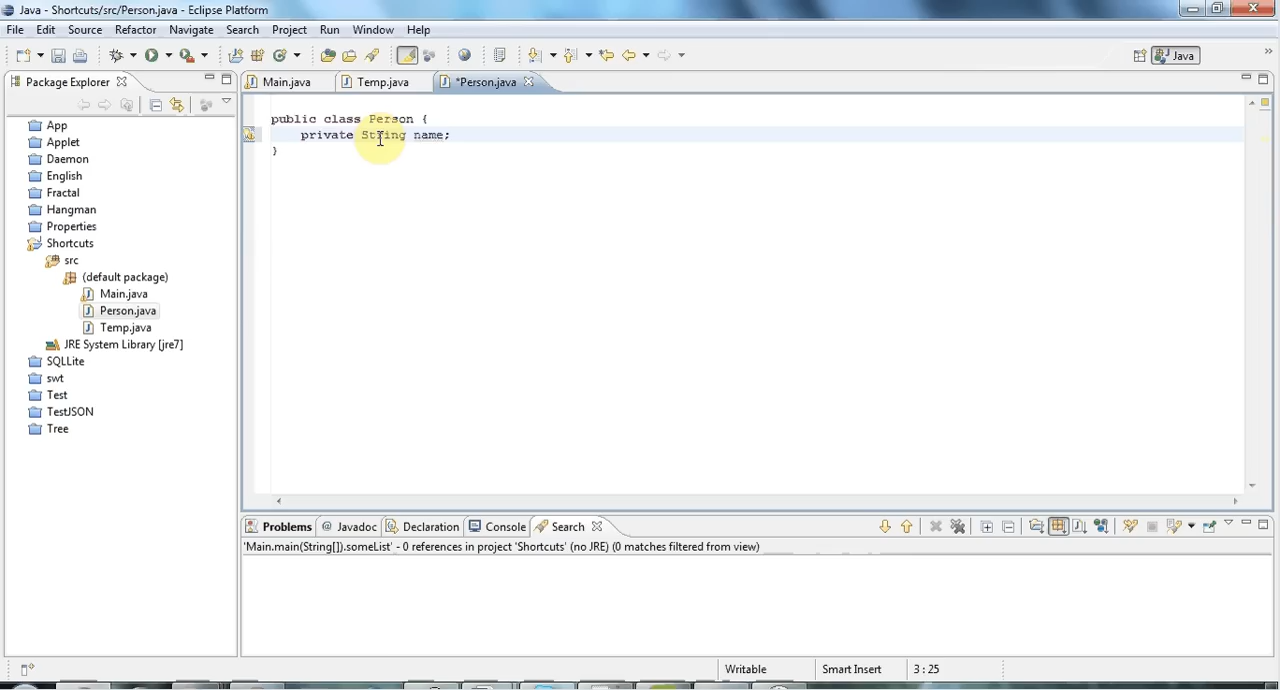 Java - Shortcuts/src/Person.java - Eclipse Platform
File Edit Source Refactor Navigate Search Project Run Window Help
Java
Package Explorer
Main.java
Temp.java
*Person.java
App
Applet
Daemon
English
Fractal
Hangman
Properties
Shortcuts
src
(default package)
Main.java
Person.java
Temp.java
JRE System Library [jre7]
SQLLite
swt
Test
TestJSON
Tree
public class Person {
private String name;
}
Problems @ Javadoc Declaration Console Search
'Main.main(String[]).someList' - 0 references in project 'Shortcuts' (no JRE) (0 matches filtered from view)
Writable Smart Insert 3 : 25